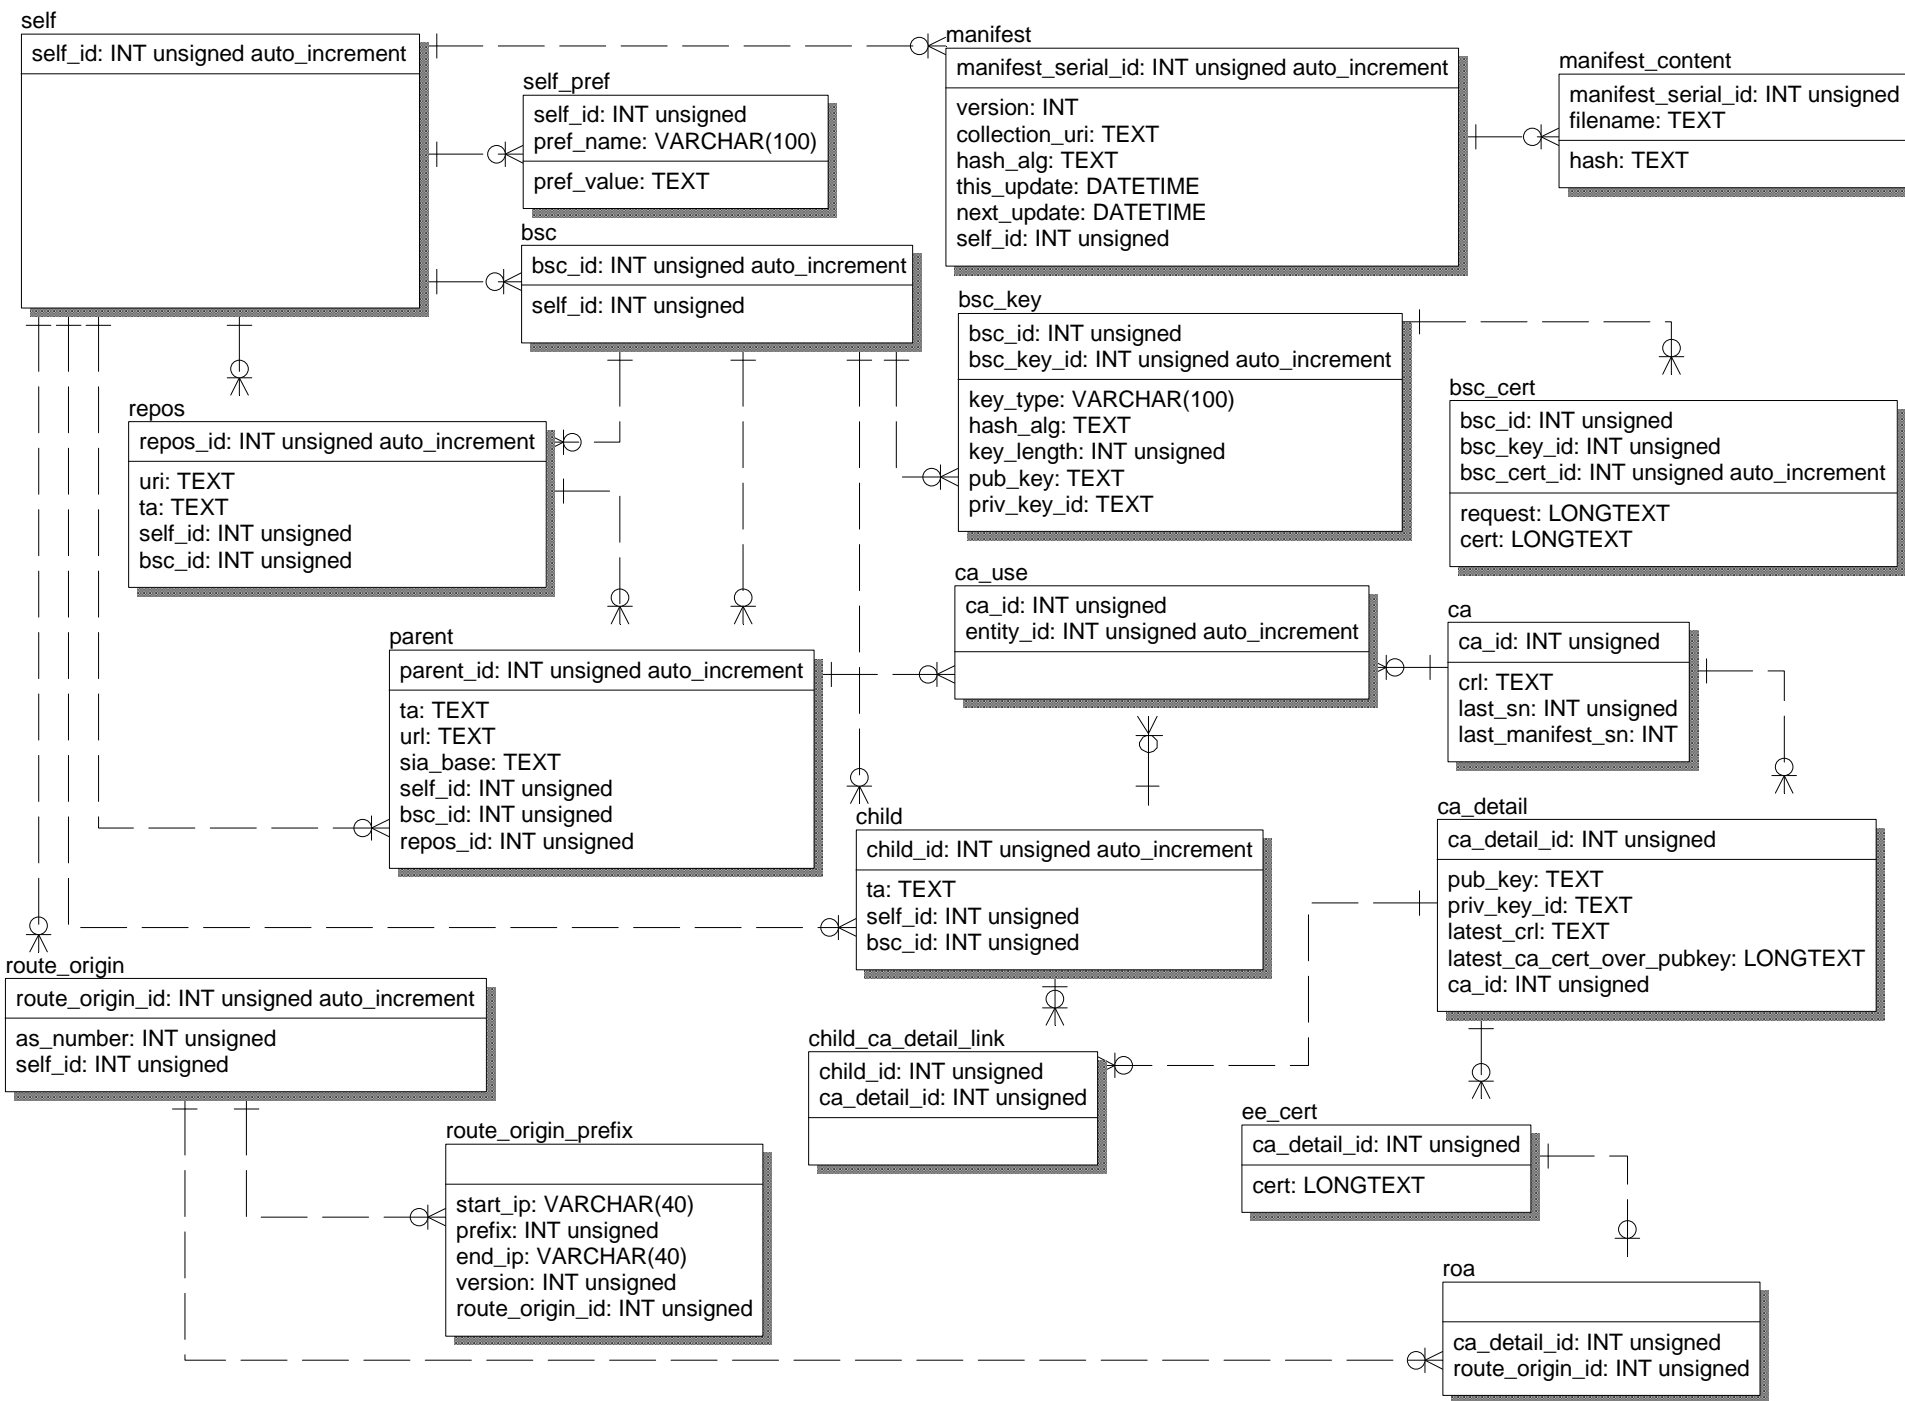 self
self_id: INT unsigned auto_increment
self_pref
self_id: INT unsigned
pref_name: VARCHAR(100)
pref_value: TEXT
manifest
manifest_serial_id: INT unsigned auto_increment
version: INT
collection_uri: TEXT
hash_alg: TEXT
this_update: DATETIME
next_update: DATETIME
self_id: INT unsigned
manifest_content
manifest_serial_id: INT unsigned
filename: TEXT
hash: TEXT
bsc
bsc_id: INT unsigned auto_increment
self_id: INT unsigned
bsc_key
bsc_id: INT unsigned
bsc_key_id: INT unsigned auto_increment
key_type: VARCHAR(100)
hash_alg: TEXT
key_length: INT unsigned
pub_key: TEXT
priv_key_id: TEXT
bsc_cert
bsc_id: INT unsigned
bsc_key_id: INT unsigned
bsc_cert_id: INT unsigned auto_increment
request: LONGTEXT
cert: LONGTEXT
repos
repos_id: INT unsigned auto_increment
uri: TEXT
ta: TEXT
self_id: INT unsigned
bsc_id: INT unsigned
ca_use
ca_id: INT unsigned
entity_id: INT unsigned auto_increment
ca
ca_id: INT unsigned
crl: TEXT
last_sn: INT unsigned
last_manifest_sn: INT
parent
parent_id: INT unsigned auto_increment
ta: TEXT
url: TEXT
sia_base: TEXT
self_id: INT unsigned
bsc_id: INT unsigned
repos_id: INT unsigned
child
child_id: INT unsigned auto_increment
ta: TEXT
self_id: INT unsigned
bsc_id: INT unsigned
ca_detail
ca_detail_id: INT unsigned
pub_key: TEXT
priv_key_id: TEXT
latest_crl: TEXT
latest_ca_cert_over_pubkey: LONGTEXT
ca_id: INT unsigned
route_origin
route_origin_id: INT unsigned auto_increment
as_number: INT unsigned
self_id: INT unsigned
child_ca_detail_link
child_id: INT unsigned
ca_detail_id: INT unsigned
ee_cert
ca_detail_id: INT unsigned
cert: LONGTEXT
route_origin_prefix
start_ip: VARCHAR(40)
prefix: INT unsigned
end_ip: VARCHAR(40)
version: INT unsigned
route_origin_id: INT unsigned
roa
ca_detail_id: INT unsigned
route_origin_id: INT unsigned